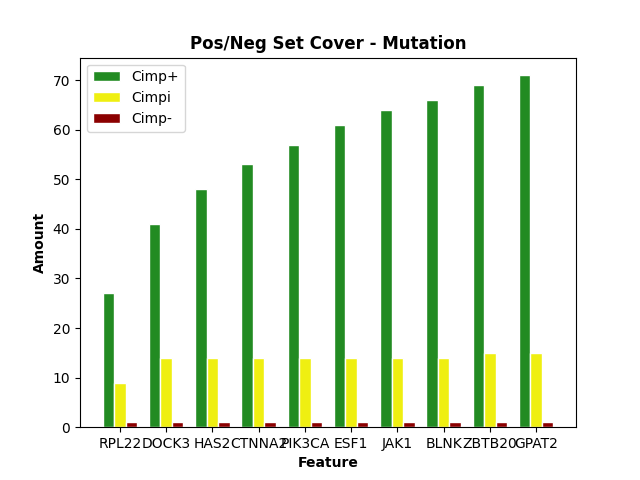 Pos/Neg Set Cover - Mutation
Cimp+
Cimpi
Cimp-
Amount
70
60
50
40
30
20
10
0
RPL22 DOCK3 HAS2 CTNNA2 PIK3CA ESF1 JAK1 BLNK ZBTB20 GPAT2
Feature